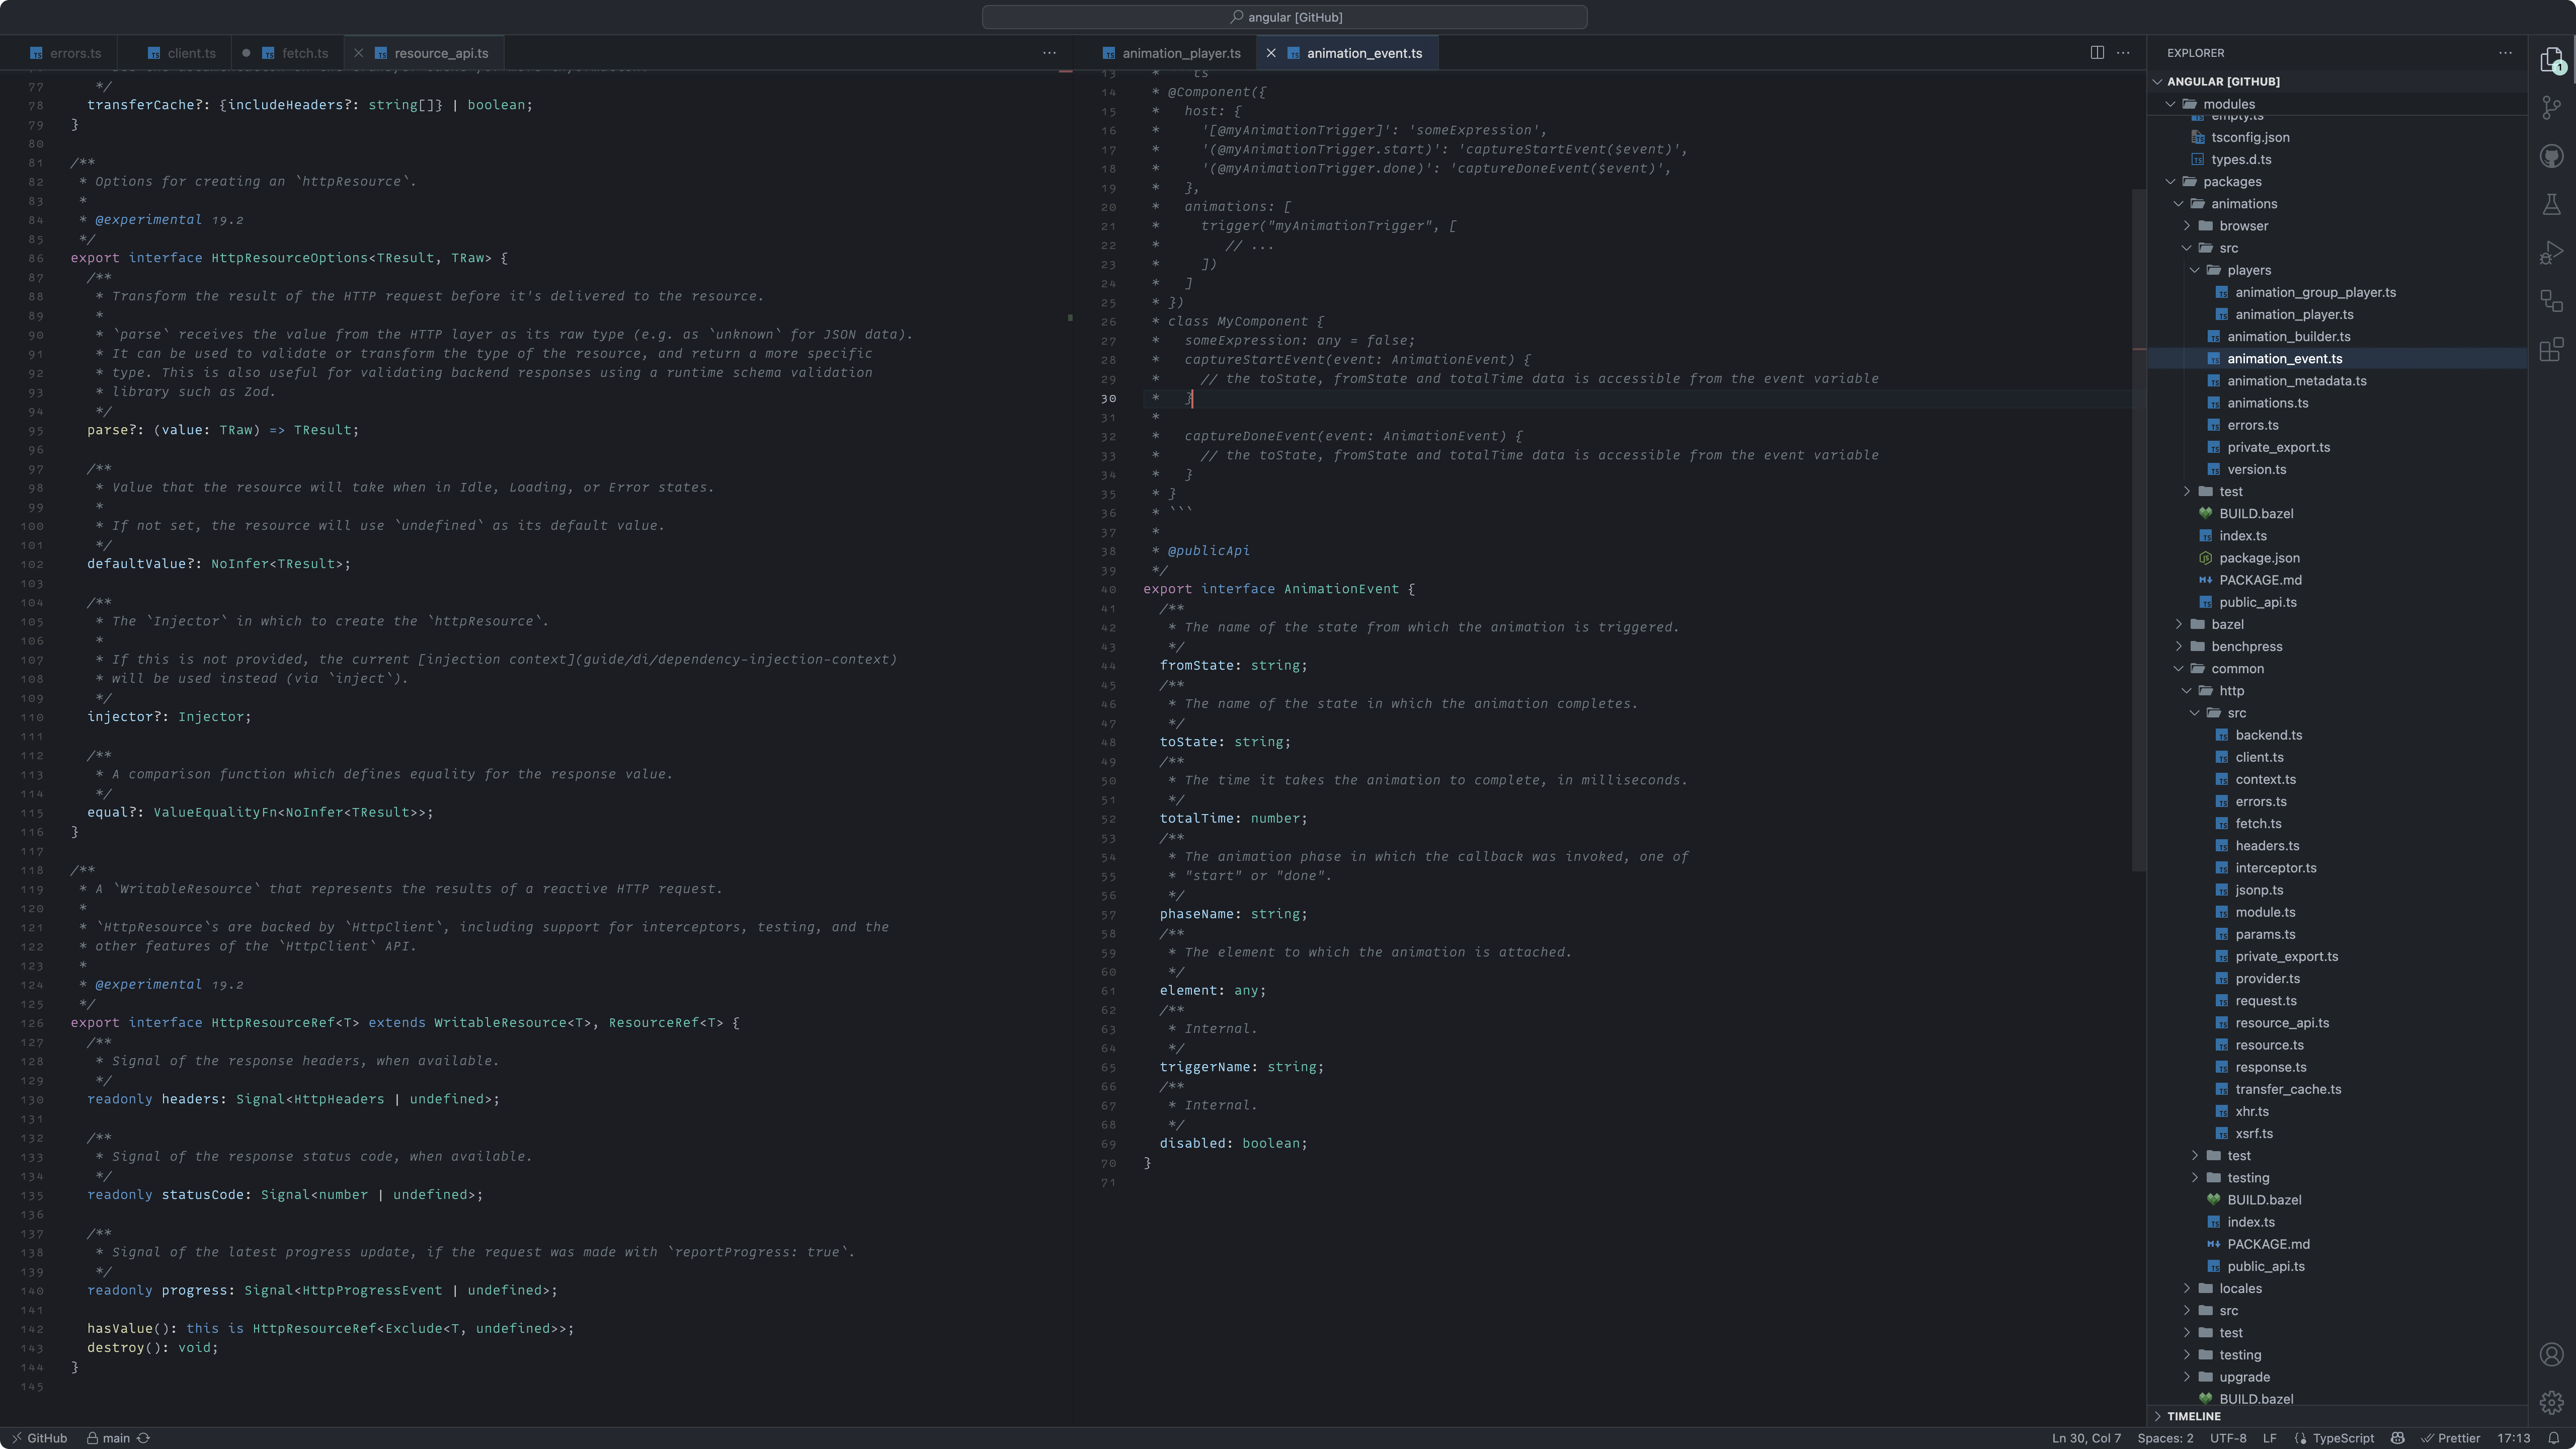 angular [GitHub]
errors.ts
client.ts
fetch.ts
resource_api.ts
77 */
78 transferCache?: {includeHeaders?: string[]} | boolean;
79 }
80
81 /**
82 * Options for creating an `httpResource`.
83 *
84 * @experimental 19.2
85 */
86 export interface HttpResourceOptions<TResult, TRaw> {
87 /**
88 * Transform the result of the HTTP request before it's delivered to the resource.
89 *
90 * `parse` receives the value from the HTTP layer as its raw type (e.g. as `unknown` for JSON data).
91 * It can be used to validate or transform the type of the resource, and return a more specific
92 * type. This is also useful for validating backend responses using a runtime schema validation
93 * library such as Zod.
94 */
95 parse?: (value: TRaw) => TResult;
96
97 /**
98 * Value that the resource will take when in Idle, Loading, or Error states.
99 *
100 * If not set, the resource will use `undefined` as its default value.
101 */
102 defaultValue?: NoInfer<TResult>;
103
104 /**
105 * The `Injector` in which to create the `httpResource`.
106 *
107 * If this is not provided, the current [injection context](guide/di/dependency-injection-context)
108 * will be used instead (via `inject`).
109 */
110 injector?: Injector;
111
112 /**
113 * A comparison function which defines equality for the response value.
114 */
115 equal?: ValueEqualityFn<NoInfer<TResult>>;
116 }
117
118 /**
119 * A `WritableResource` that represents the results of a reactive HTTP request.
120 *
121 * `HttpResource`s are backed by `HttpClient`, including support for interceptors, testing, and the
122 * other features of the `HttpClient` API.
123 *
124 * @experimental 19.2
125 */
126 export interface HttpResourceRef<T> extends WritableResource<T>, ResourceRef<T> {
127 /**
128 * Signal of the response headers, when available.
129 */
130 readonly headers: Signal<HttpHeaders | undefined>;
131
132 /**
133 * Signal of the response status code, when available.
134 */
135 readonly statusCode: Signal<number | undefined>;
136
137 /**
138 * Signal of the latest progress update, if the request was made with `reportProgress: true`.
139 */
140 readonly progress: Signal<HttpProgressEvent | undefined>;
141
142 hasValue(): this is HttpResourceRef<Exclude<T, undefined>>;
143 destroy(): void;
144 }
145
animation_player.ts
animation_event.ts
13 * ts
14 * @Component({
15 * host: {
16 * '[@myAnimationTrigger]': 'someExpression',
17 * '(@myAnimationTrigger.start)': 'captureStartEvent($event)',
18 * '(@myAnimationTrigger.done)': 'captureDoneEvent($event)',
19 * },
20 * animations: [
21 * trigger("myAnimationTrigger", [
22 * // ...
23 * ])
24 * ]
25 * })
26 * class MyComponent {
27 * someExpression: any = false;
28 * captureStartEvent(event: AnimationEvent) {
29 * // the toState, fromState and totalTime data is accessible from the event variable
30 * }
31 *
32 * captureDoneEvent(event: AnimationEvent) {
33 * // the toState, fromState and totalTime data is accessible from the event variable
34 * }
35 * }
36 * ```
37 *
38 * @publicApi
39 */
40 export interface AnimationEvent {
41 /**
42 * The name of the state from which the animation is triggered.
43 */
44 fromState: string;
45 /**
46 * The name of the state in which the animation completes.
47 */
48 toState: string;
49 /**
50 * The time it takes the animation to complete, in milliseconds.
51 */
52 totalTime: number;
53 /**
54 * The animation phase in which the callback was invoked, one of
55 * "start" or "done".
56 */
57 phaseName: string;
58 /**
59 * The element to which the animation is attached.
60 */
61 element: any;
62 /**
63 * Internal.
64 */
65 triggerName: string;
66 /**
67 * Internal.
68 */
69 disabled: boolean;
70 }
71
EXPLORER
ANGULAR [GITHUB]
modules
empty.ts
tsconfig.json
types.d.ts
packages
animations
browser
src
players
animation_group_player.ts
animation_player.ts
animation_builder.ts
animation_event.ts
animation_metadata.ts
animations.ts
errors.ts
private_export.ts
version.ts
test
BUILD.bazel
index.ts
package.json
PACKAGE.md
public_api.ts
bazel
benchpress
common
http
src
backend.ts
client.ts
context.ts
errors.ts
fetch.ts
headers.ts
interceptor.ts
jsonp.ts
module.ts
params.ts
private_export.ts
provider.ts
request.ts
resource_api.ts
resource.ts
response.ts
transfer_cache.ts
xhr.ts
xsrf.ts
test
testing
BUILD.bazel
index.ts
PACKAGE.md
public_api.ts
locales
src
test
testing
upgrade
BUILD.bazel
TIMELINE
1
GitHub
main
Ln 30, Col 7
Spaces: 2
UTF-8
LF
TypeScript
Prettier
17:13